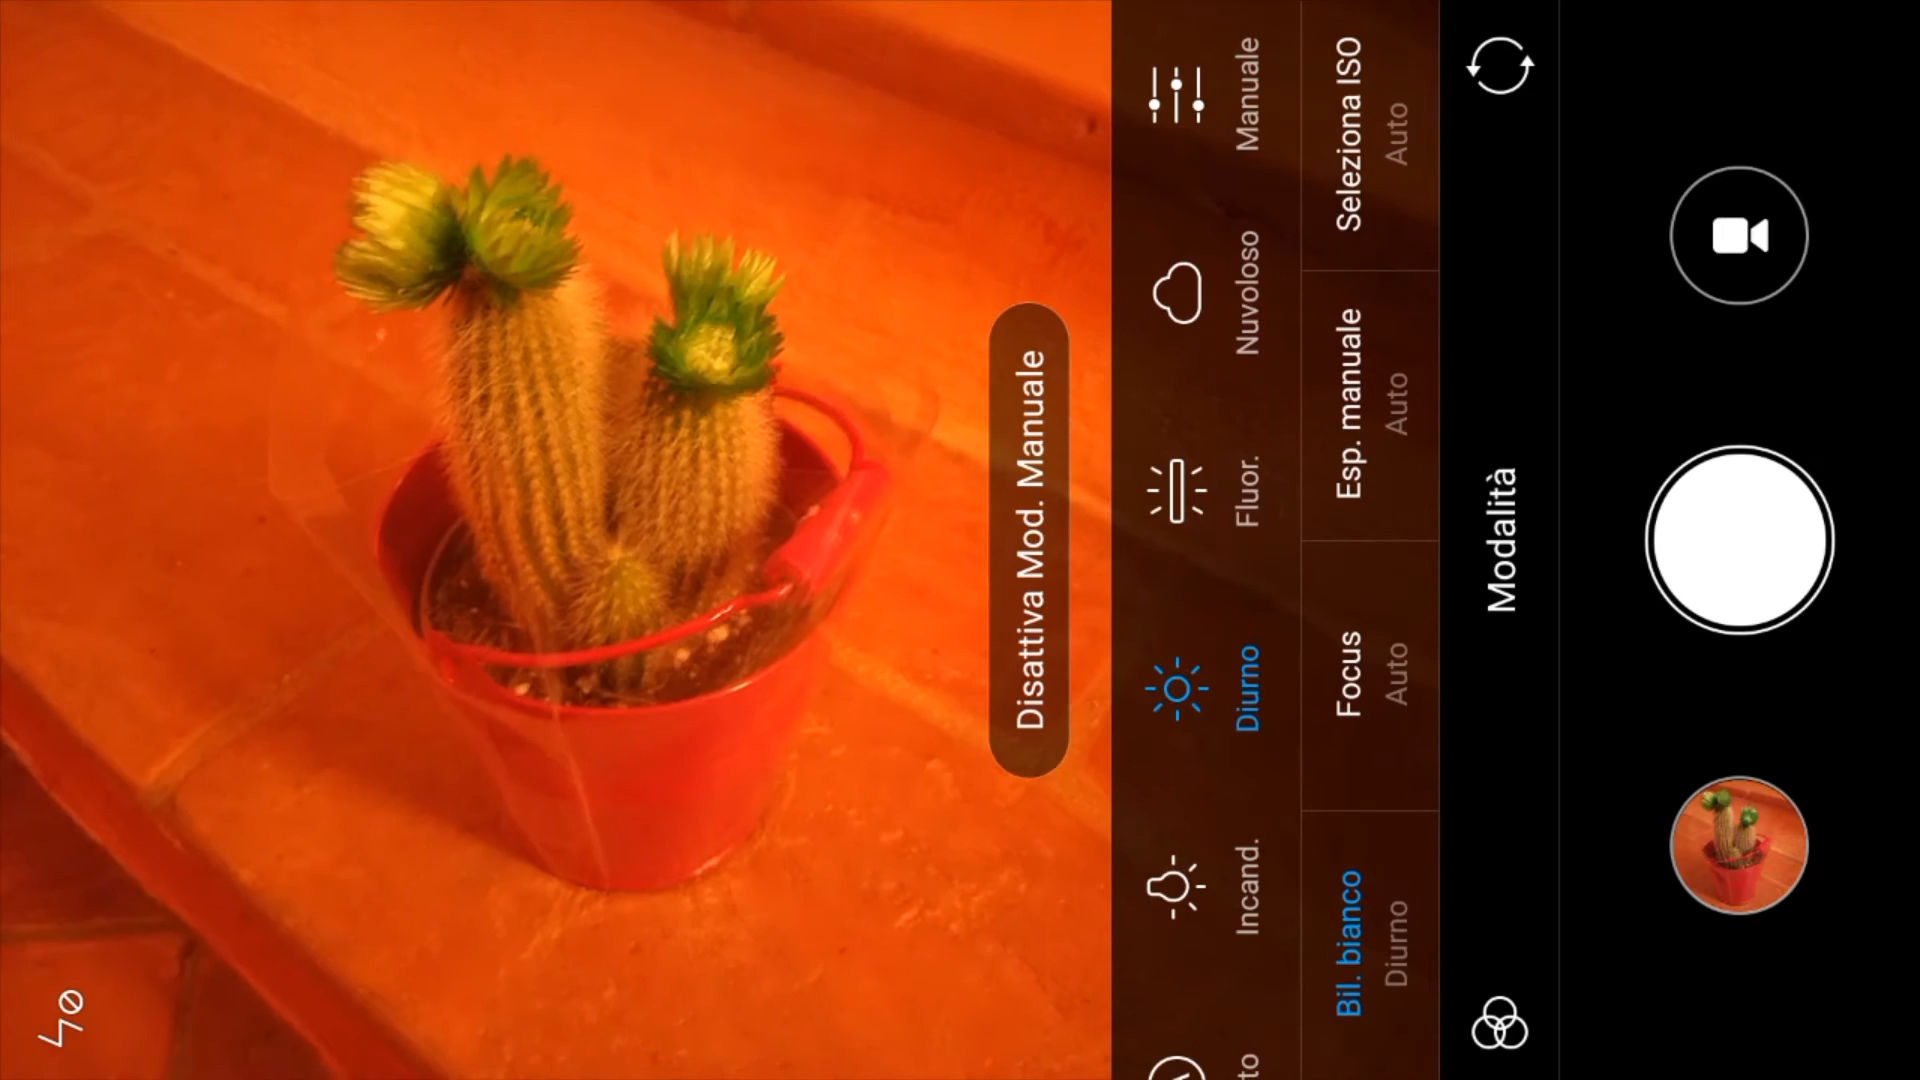 Disattiva Mod. Manuale
to
Incand.
Diurno
Fluor.
Nuvoloso
Manuale
Bil. bianco
Diurno
Focus
Auto
Esp. manuale
Auto
Seleziona ISO
Auto
Modalità